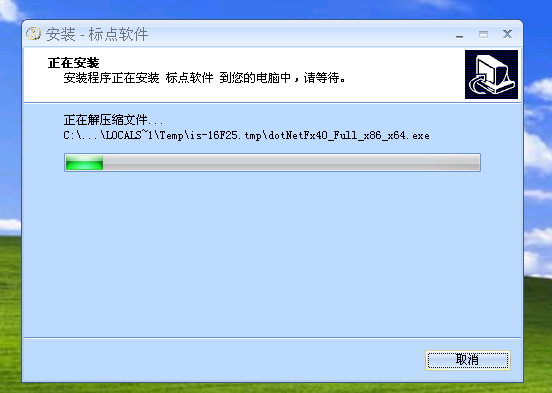 安装 - 标点软件
正在安装
安装程序正在安装 标点软件 到您的电脑中，请等待。
正在解压缩文件...
C:\...\LOCALS~1\Temp\is-16F25.tmp\dotNetFx40_Full_x86_x64.exe
取消